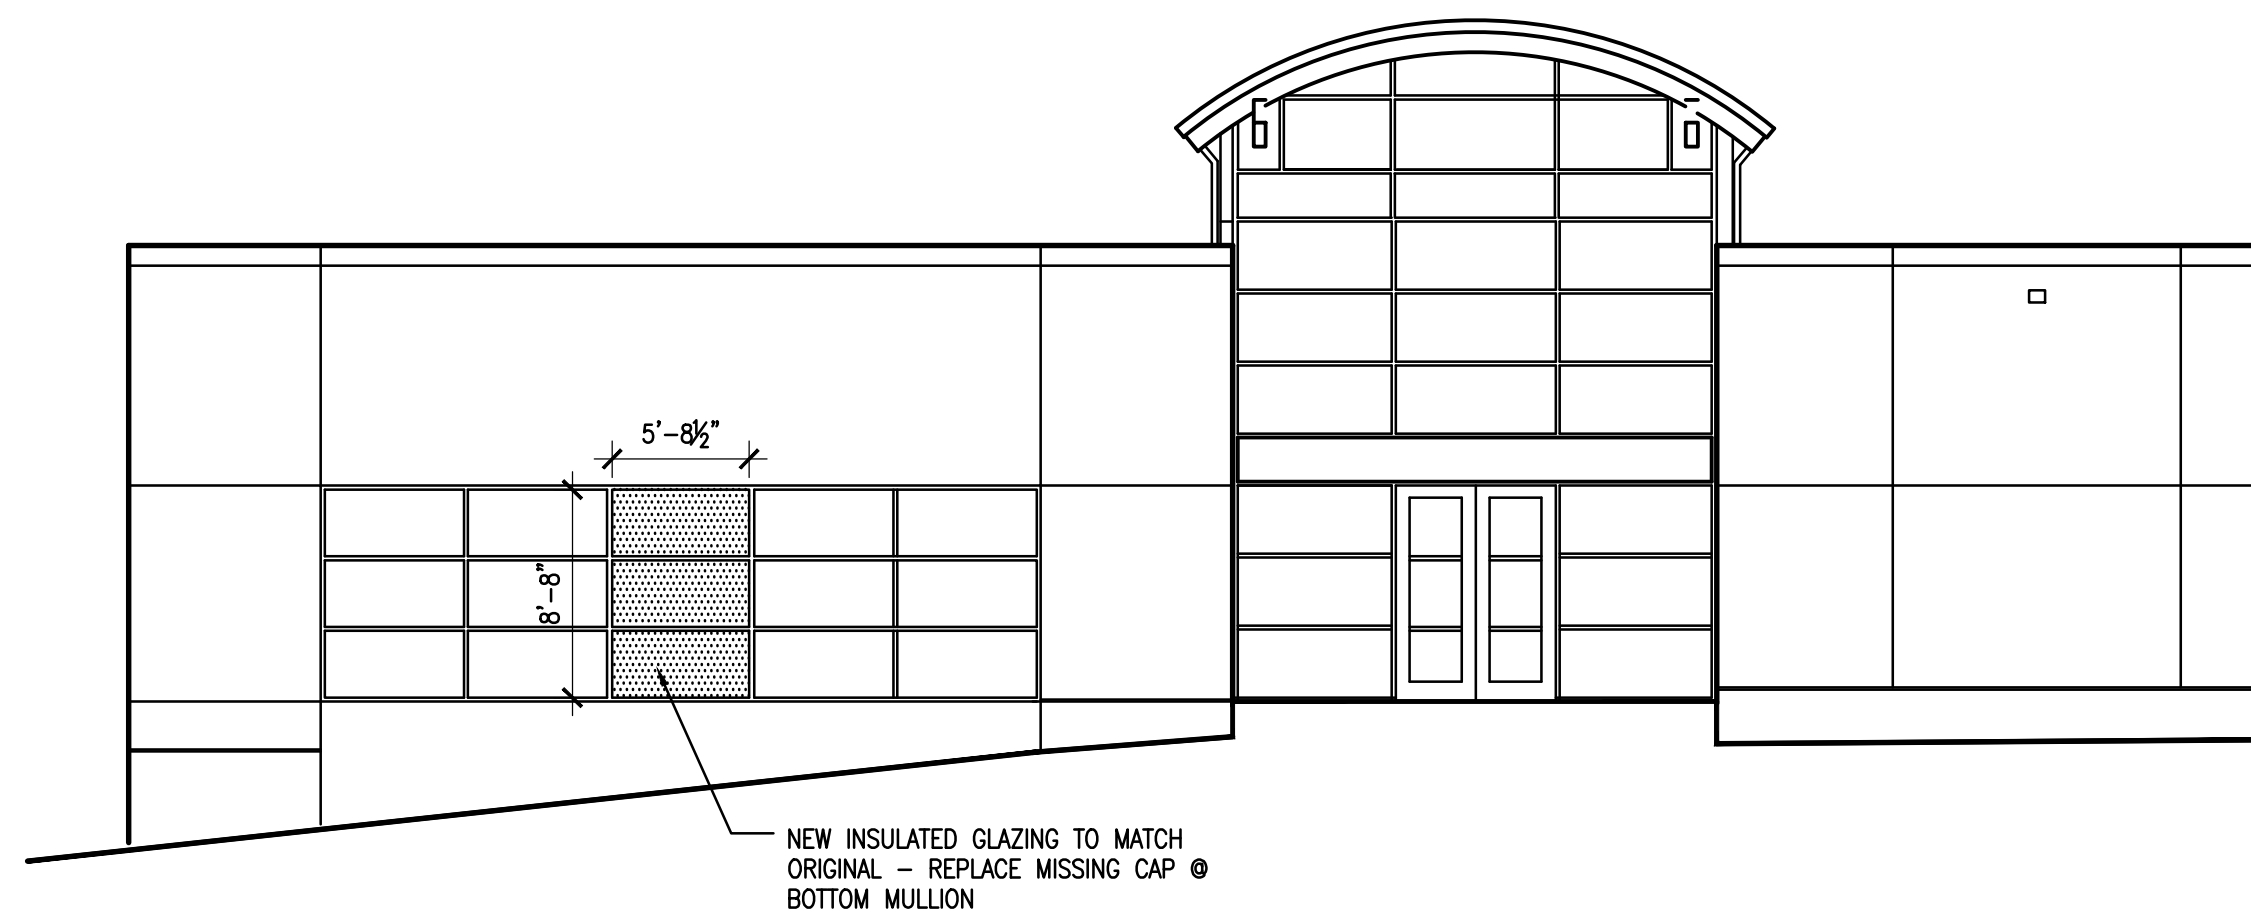 5'-8½"
8'-8"
NEW INSULATED GLAZING TO MATCH
ORIGINAL – REPLACE MISSING CAP @
BOTTOM MULLION